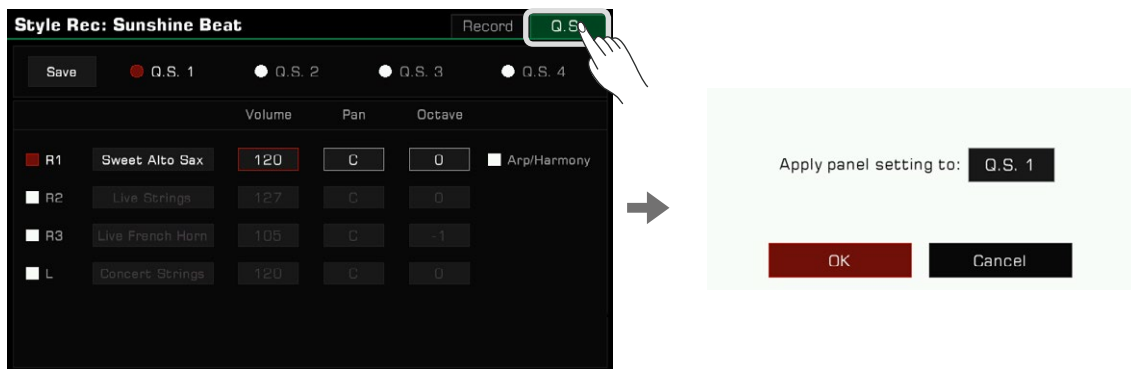 Style Rec: Sunshine Beat Record Q.S.
Save Q.S. 1 Q.S. 2 Q.S. 3 Q.S. 4
Volume Pan Octave
R1 Sweet Alto Sax 120 C 0 Arp/Harmony
R2 Live Strings 127 C 0
R3 Live French Horn 105 C -1
L Concert Strings 120 C 0
Apply panel setting to: Q.S. 1
OK Cancel